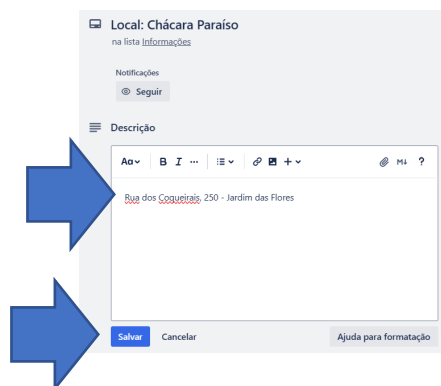 Local: Chácara Paraíso
na lista Informações
Notificações
Seguir
Descrição
Aa B I ... M↓ ?
Rua dos Coqueirais, 250 - Jardim das Flores
Salvar Cancelar Ajuda para formatação